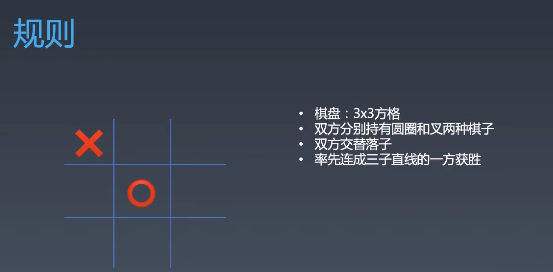 规则
• 棋盘：3x3方格
• 双方分别持有圆圈和叉两种棋子
• 双方交替落子
• 率先连成三子直线的一方获胜